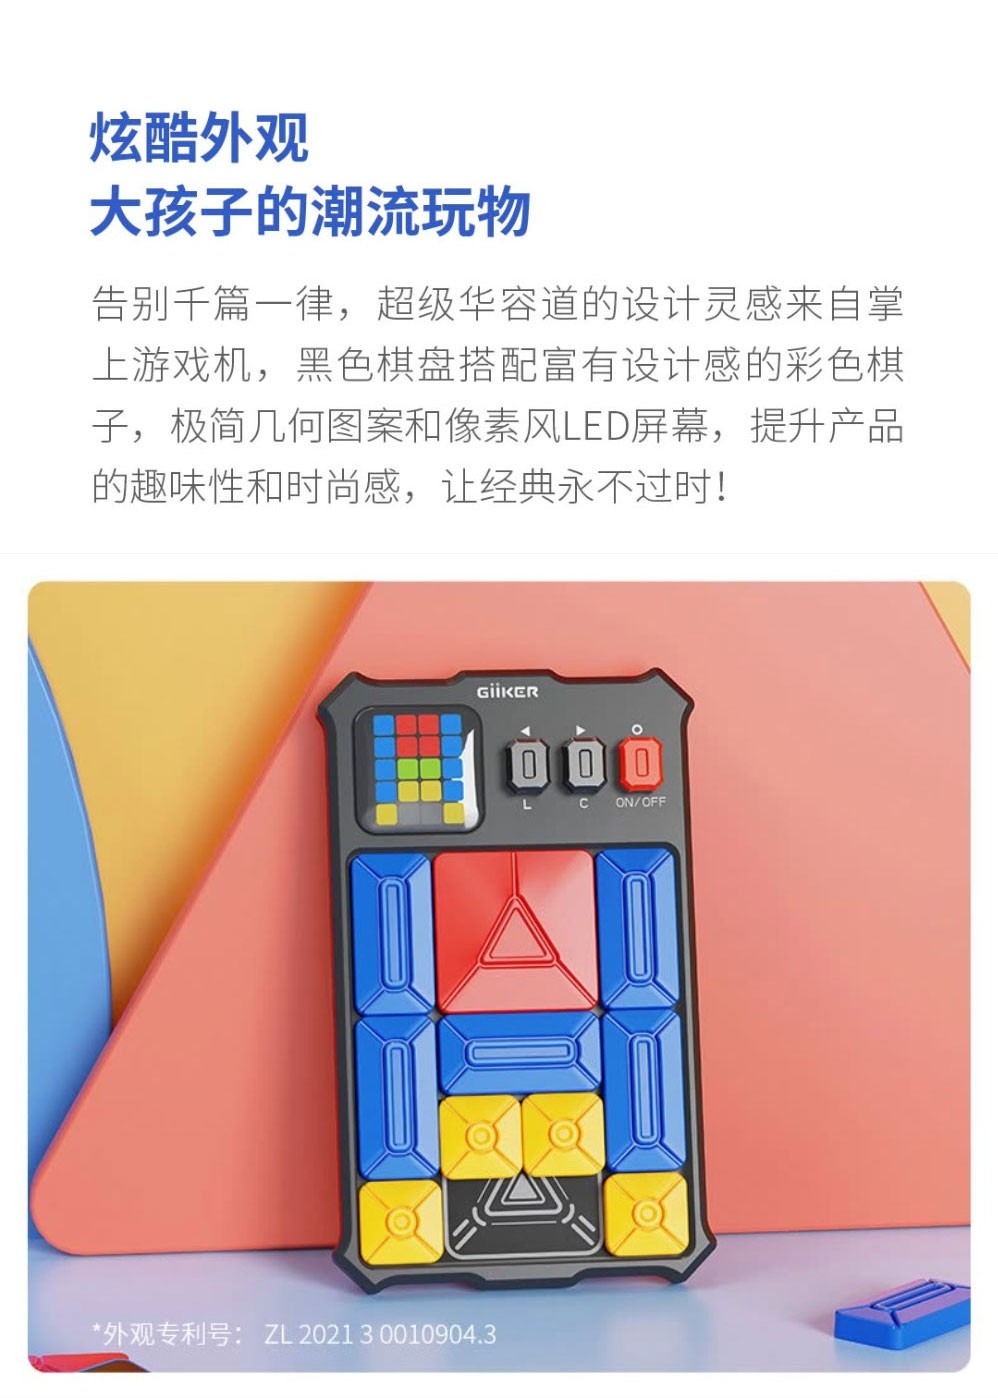 炫酷外观
大孩子的潮流玩物
告别千篇一律，超级华容道的设计灵感来自掌
上游戏机，黑色棋盘搭配富有设计感的彩色棋
子，极简几何图案和像素风LED屏幕，提升产品
的趣味性和时尚感，让经典永不过时！
GiiKER
L C ON/OFF
*外观专利号： ZL 2021 3 0010904.3